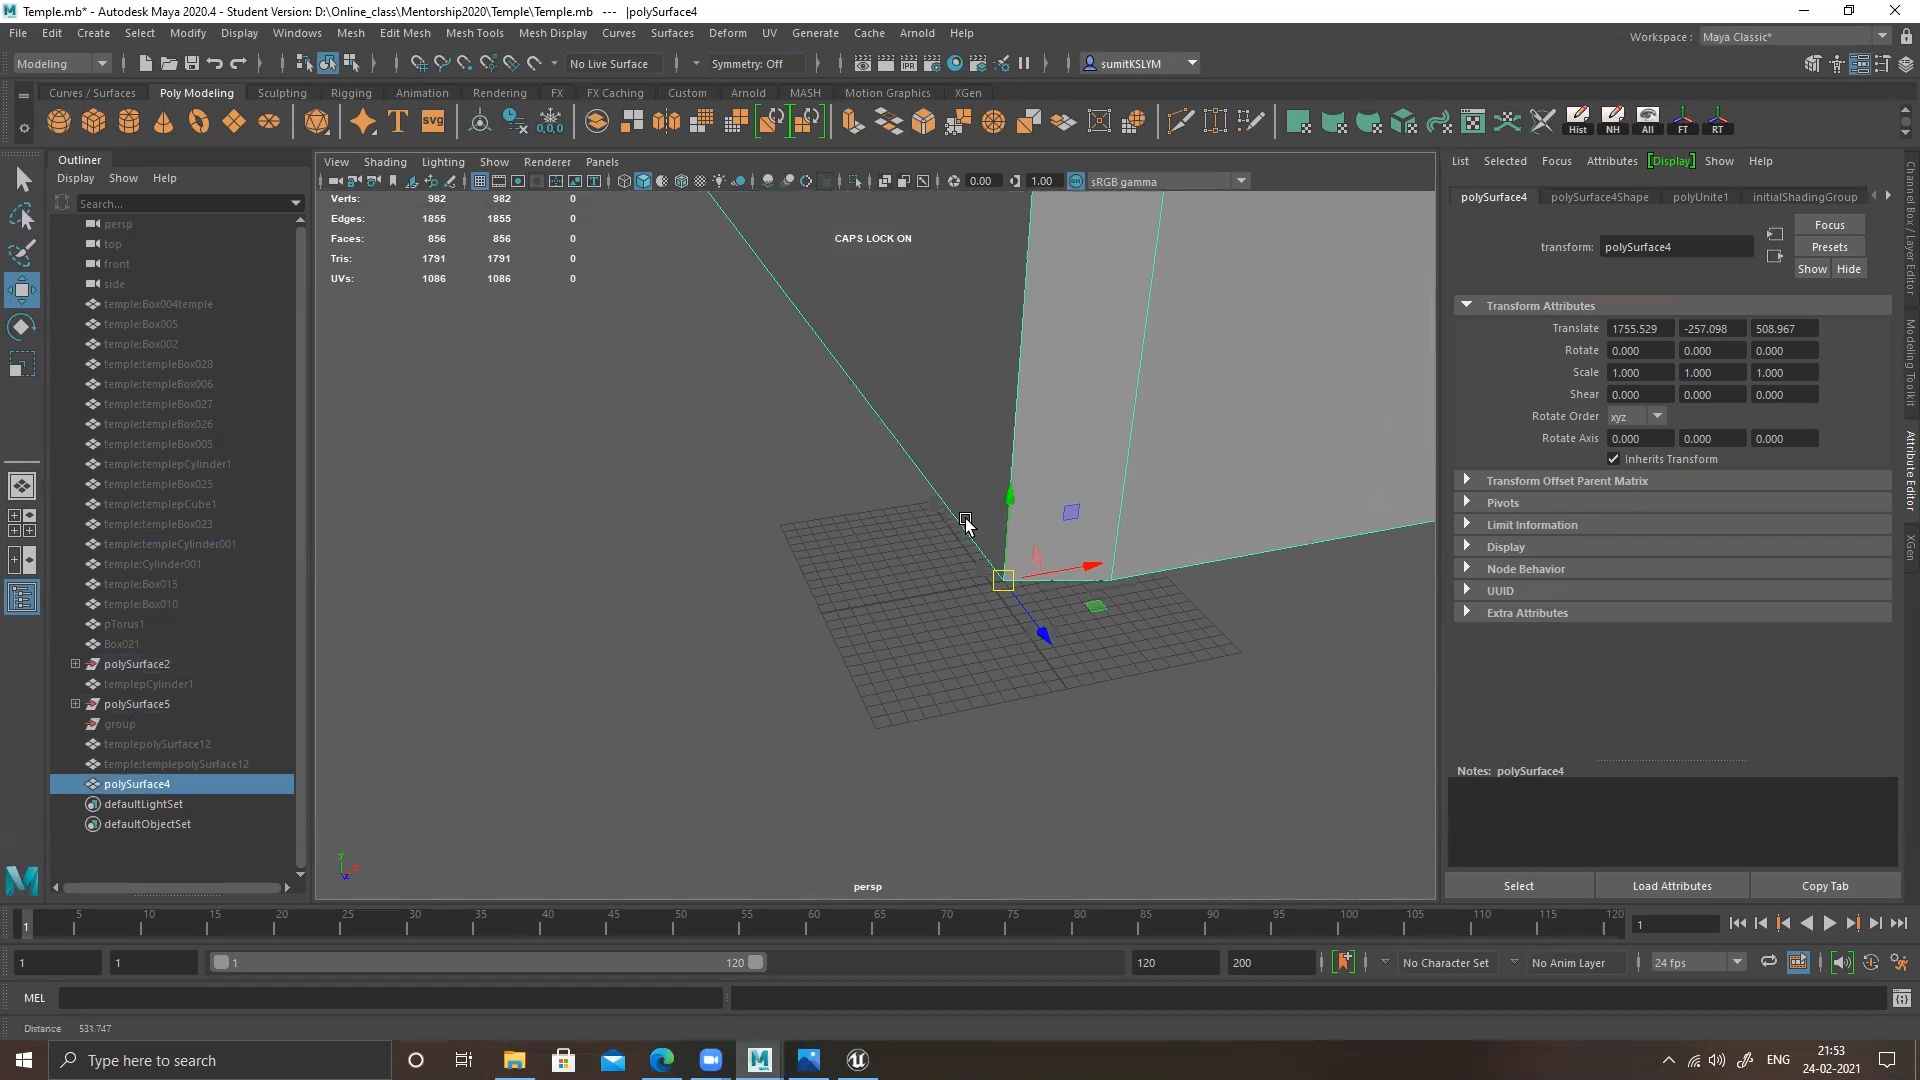 Temple.mb* - Autodesk Maya 2020.4 - Student Version: D:\Online_class\Mentorship2020\Temple\Temple.mb --- |polySurface4
File Edit Create Select Modify Display Windows Mesh Edit Mesh Mesh Tools Mesh Display Curves Surfaces Deform UV Generate Cache Arnold Help
Workspace : Maya Classic*
Modeling No Live Surface Symmetry: Off sumitKSLYM
Curves / Surfaces Poly Modeling Sculpting Rigging Animation Rendering FX FX Caching Custom Arnold MASH Motion Graphics XGen
T svg 0,0,0 Hist NH All FT RT
Outliner
Display Show Help
Search...
persp
top
front
side
temple:Box004temple
temple:Box005
temple:Box002
temple:templeBox028
temple:templeBox006
temple:templeBox027
temple:templeBox026
temple:templeBox005
temple:templepCylinder1
temple:templeBox025
temple:templepCube1
temple:templeBox023
temple:templeCylinder001
temple:Cylinder001
temple:Box015
temple:Box010
pTorus1
Box021
polySurface2
templepCylinder1
polySurface5
group
templepolySurface12
temple:templepolySurface12
polySurface4
defaultLightSet
defaultObjectSet
View Shading Lighting Show Renderer Panels
0.00 1.00 sRGB gamma
Verts: 982 982 0
Edges: 1855 1855 0
Faces: 856 856 0
Tris: 1791 1791 0
UVs: 1086 1086 0
CAPS LOCK ON
persp
List Selected Focus Attributes [Display] Show Help
polySurface4 polySurface4Shape polyUnite1 initialShadingGroup
transform: polySurface4
Focus
Presets
Show Hide
Transform Attributes
Translate 1755.529 -257.098 508.967
Rotate 0.000 0.000 0.000
Scale 1.000 1.000 1.000
Shear 0.000 0.000 0.000
Rotate Order xyz
Rotate Axis 0.000 0.000 0.000
Inherits Transform
Transform Offset Parent Matrix
Pivots
Limit Information
Display
Node Behavior
UUID
Extra Attributes
Notes: polySurface4
Select Load Attributes Copy Tab
Channel Box / Layer Editor
Modeling Toolkit
Attribute Editor
XGen
1 5 10 15 20 25 30 35 40 45 50 55 60 65 70 75 80 85 90 95 100 105 110 115 120 1
1 1 1 120 120 200 No Character Set No Anim Layer 24 fps
MEL
Distance: 531.747
Type here to search
ENG
21:53
24-02-2021